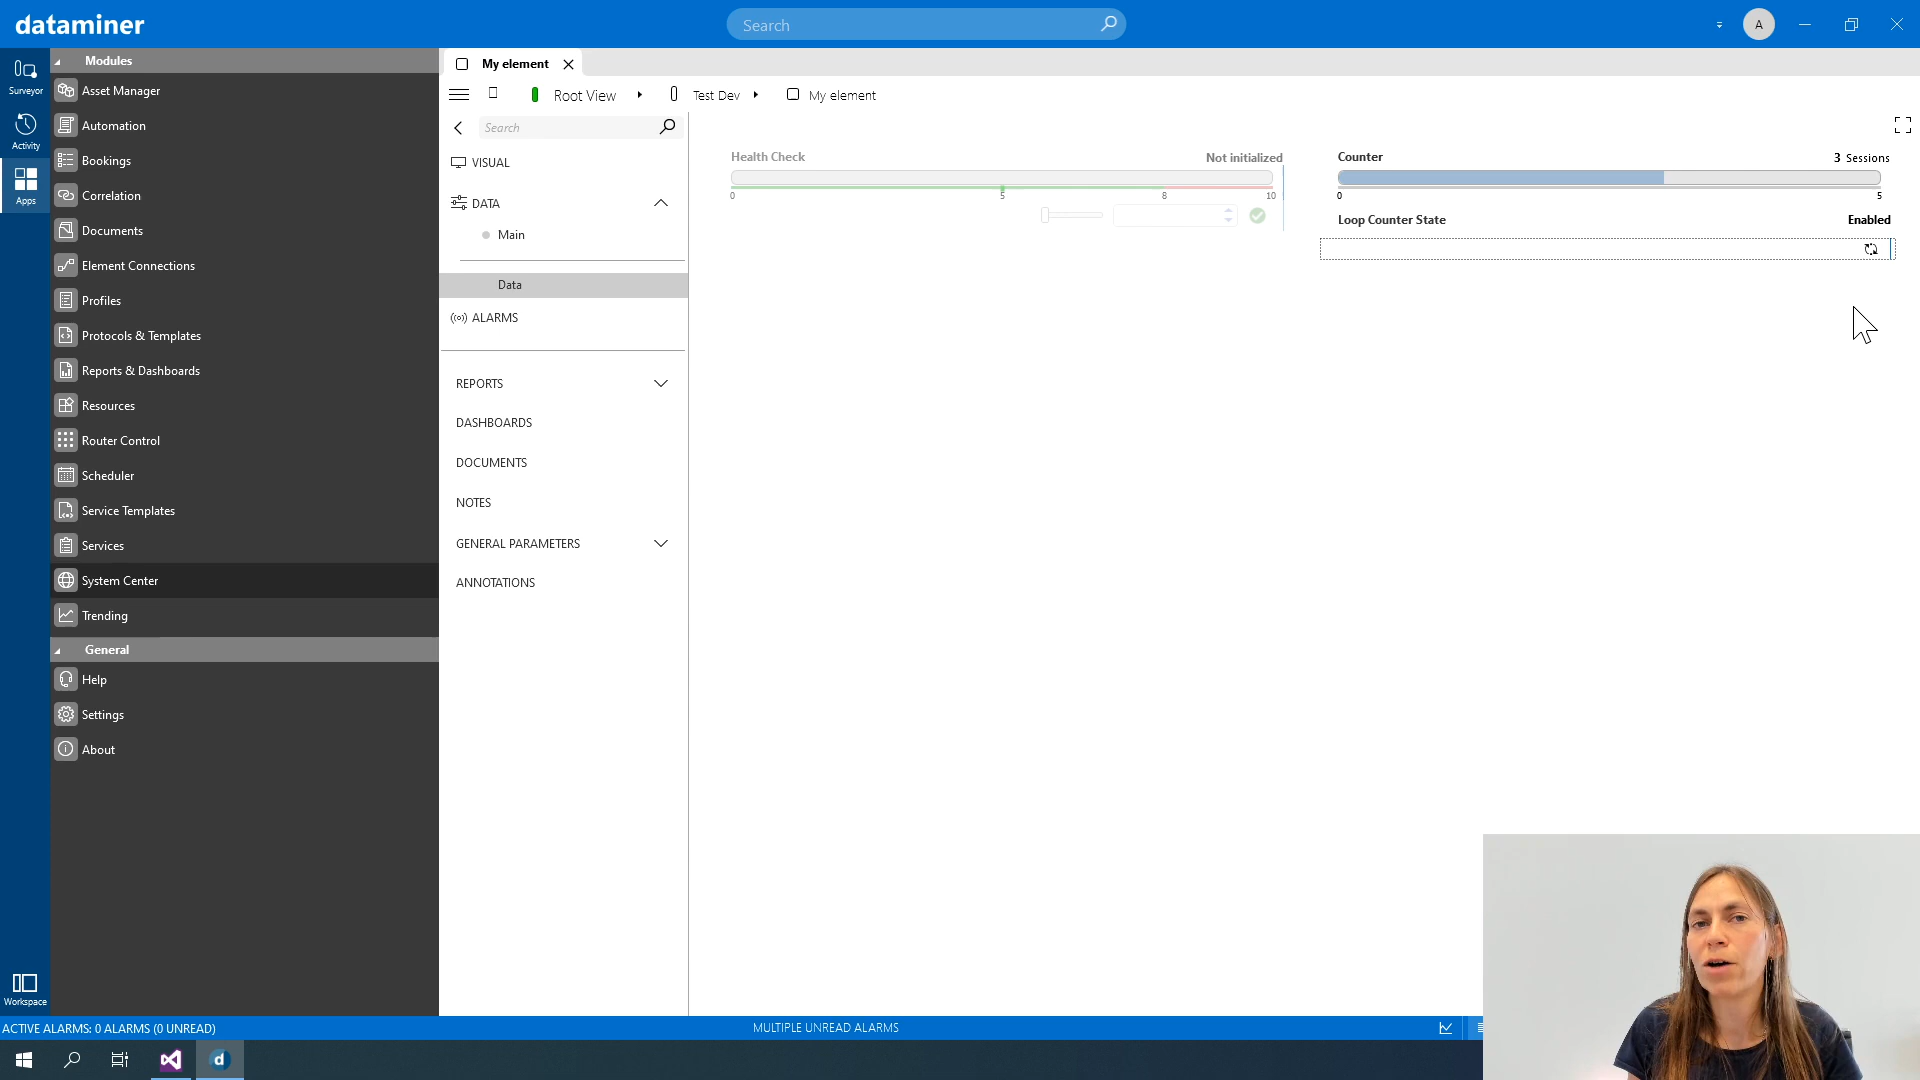 dataminer
Search
A
Surveyor
Activity
Apps
Workspace
Modules
Asset Manager
Automation
Bookings
Correlation
Documents
Element Connections
Profiles
Protocols & Templates
Reports & Dashboards
Resources
Router Control
Scheduler
Service Templates
Services
System Center
Trending
General
Help
Settings
About
My element
Root View
Test Dev
My element
Search
VISUAL
DATA
Main
Data
ALARMS
REPORTS
DASHBOARDS
DOCUMENTS
NOTES
GENERAL PARAMETERS
ANNOTATIONS
Health Check Not initialized
0 5 8 10
Counter 3 Sessions
0 5
Loop Counter State Enabled
ACTIVE ALARMS: 0 ALARMS (0 UNREAD)
MULTIPLE UNREAD ALARMS
d